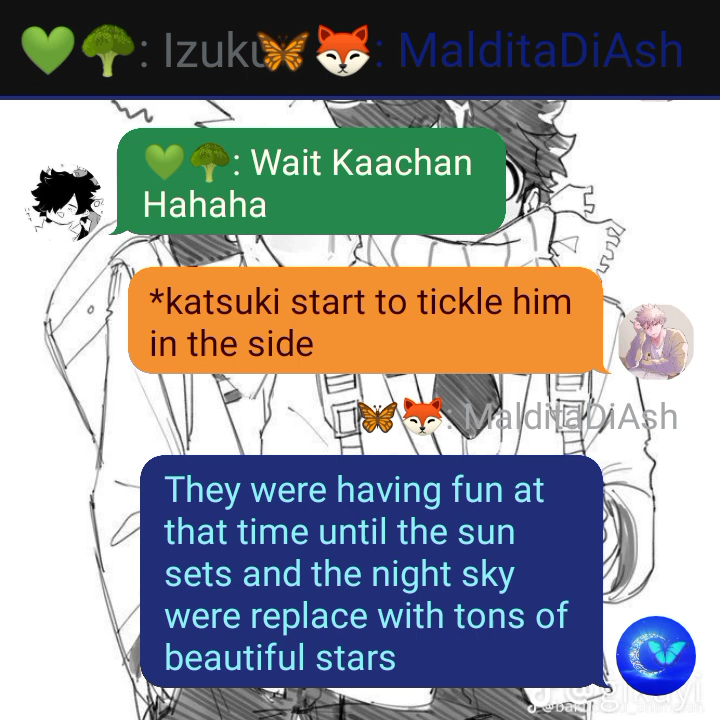 💚🥦: Izuku🦋🦊: MalditaDiAsh
💚🥦: Wait Kaachan
Hahaha
*katsuki start to tickle him
in the side
🦋🦊: MalditaDiAsh
They were having fun at
that time until the sun
sets and the night sky
were replace with tons of
beautiful stars